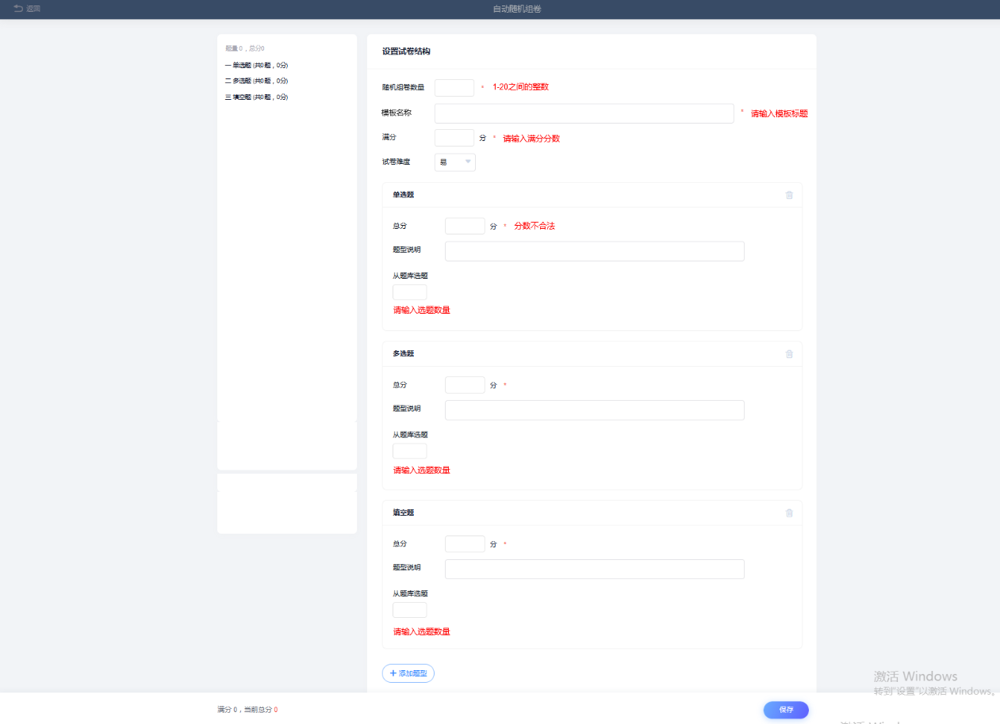 返回
自动随机组卷
题量 0，总分0
一 单选题 (共0 题，0分)
二 多选题 (共0 题，0分)
三 填空题 (共0 题，0分)
设置试卷结构
随机组卷数量 * 1-20之间的整数
模板名称 * 请输入模板标题
满分 分 * 请输入满分分数
试卷难度 易
单选题
总分 分 * 分数不合法
题型说明
从题库选题
请输入选题数量
多选题
总分 分 *
题型说明
从题库选题
请输入选题数量
填空题
总分 分 *
题型说明
从题库选题
请输入选题数量
+ 添加题型
激活 Windows
转到"设置"以激活 Windows。
满分 0，当前总分 0
保存